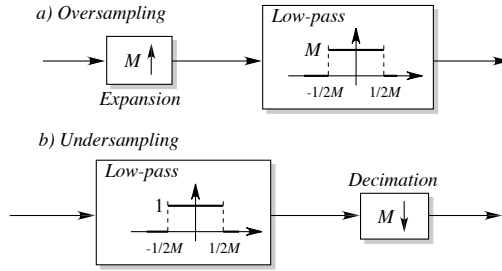 a) Oversampling
Low-pass
M
M
Expansion
-1/2M
1/2M
b) Undersampling
Low-pass
Decimation
1
M
-1/2M
1/2M